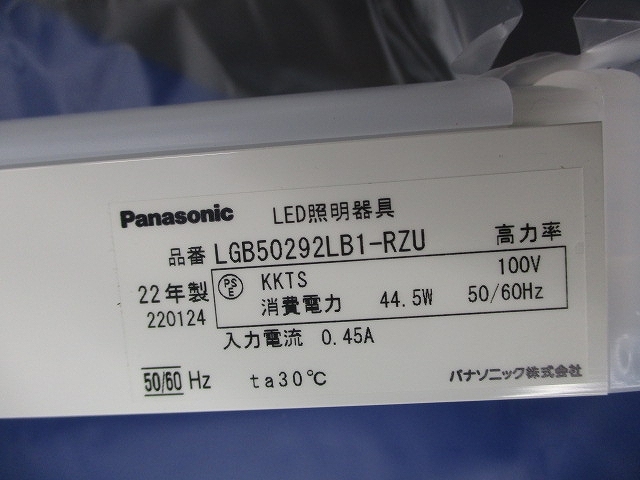 Panasonic LED照明器具
品番 LGB50292LB1-RZU 高力率
22年製 PS E KKTS 100V
220124 消費電力 44.5W 50/60Hz
入力電流 0.45A
50/60 Hz ta30℃ パナソニック株式会社